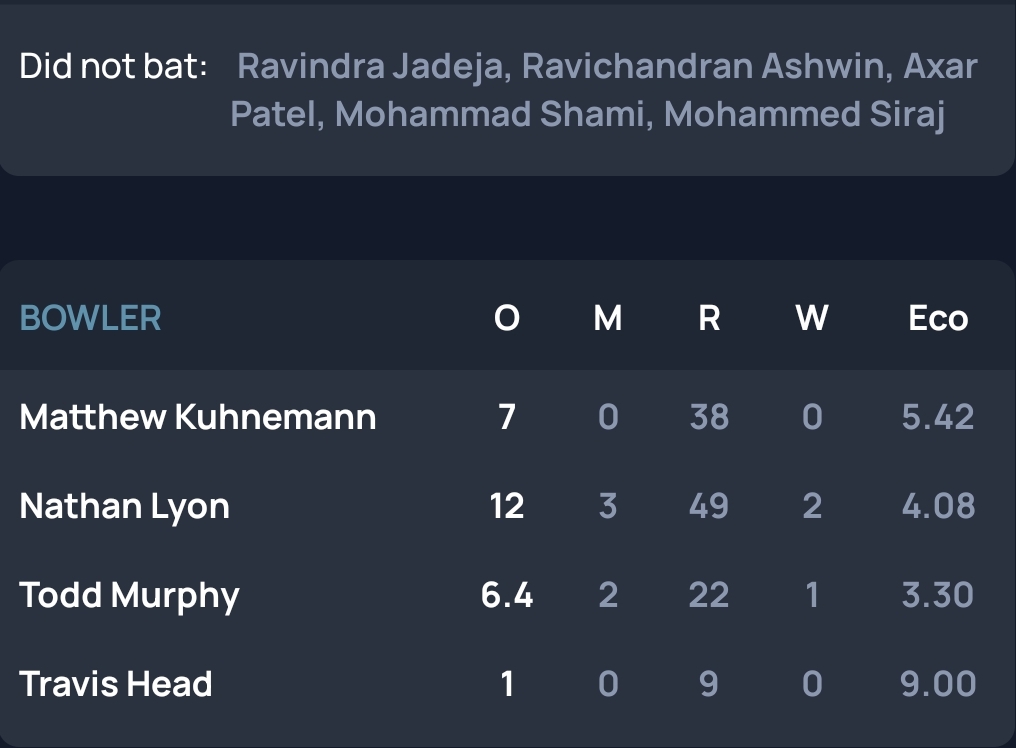 Did not bat: Ravindra Jadeja, Ravichandran Ashwin, Axar
Patel, Mohammad Shami, Mohammed Siraj
BOWLER O M R W Eco
Matthew Kuhnemann 7 0 38 0 5.42
Nathan Lyon 12 3 49 2 4.08
Todd Murphy 6.4 2 22 1 3.30
Travis Head 1 0 9 0 9.00